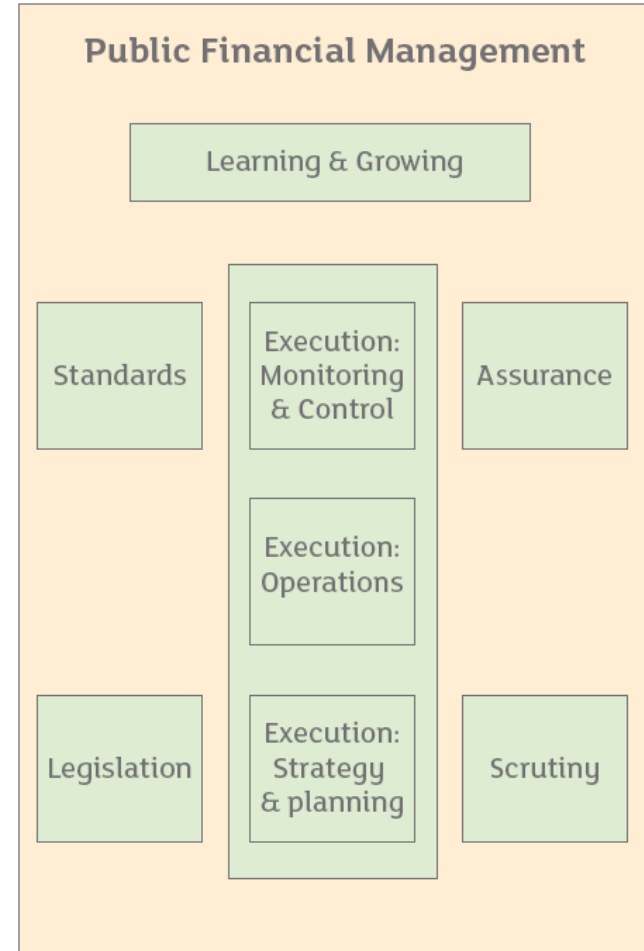 Public Financial Management
Learning & Growing
Standards
Execution:
Monitoring
& Control
Assurance
Execution:
Operations
Legislation
Execution:
Strategy
& planning
Scrutiny